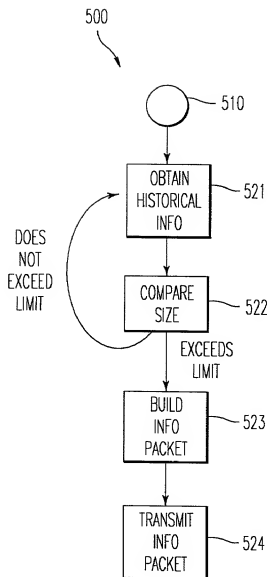 500
510
OBTAIN
HISTORICAL
INFO
521
DOES
NOT
EXCEED
LIMIT
COMPARE
SIZE
522
EXCEEDS
LIMIT
BUILD
INFO
PACKET
523
TRANSMIT
INFO
PACKET
524